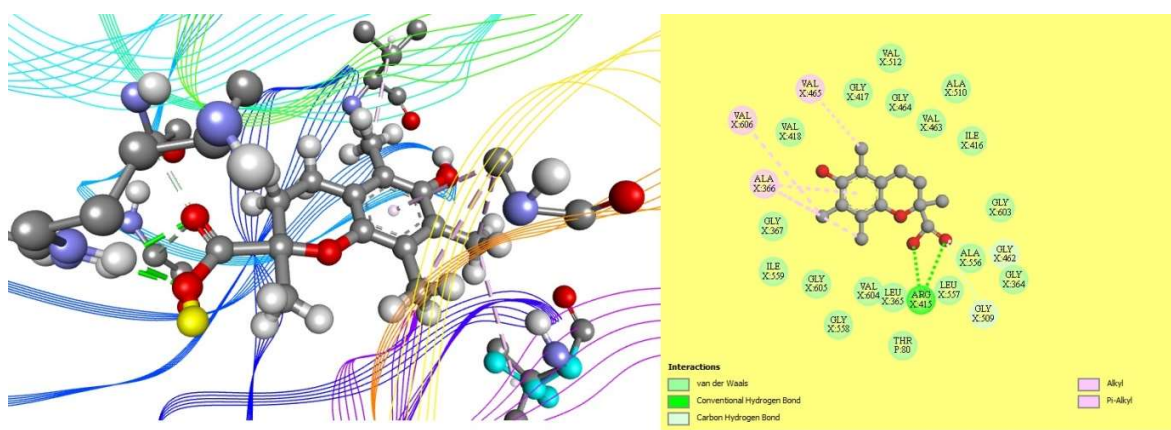 VAL
X:512
VAL
X:465
GLY
X:417
GLY
X:464
ALA
X:510
VAL
X:606
VAL
X:418
VAL
X:463
ILE
X:416
ALA
X:366
GLY
X:603
GLY
X:367
ALA
X:556
GLY
X:462
ILE
X:559
GLY
X:605
VAL
X:604
LEU
X:365
ARG
X:415
LEU
X:557
GLY
X:364
GLY
X:509
GLY
X:558
THR
P:80
Interactions
van der Waals
Conventional Hydrogen Bond
Carbon Hydrogen Bond
Alkyl
Pi-Alkyl